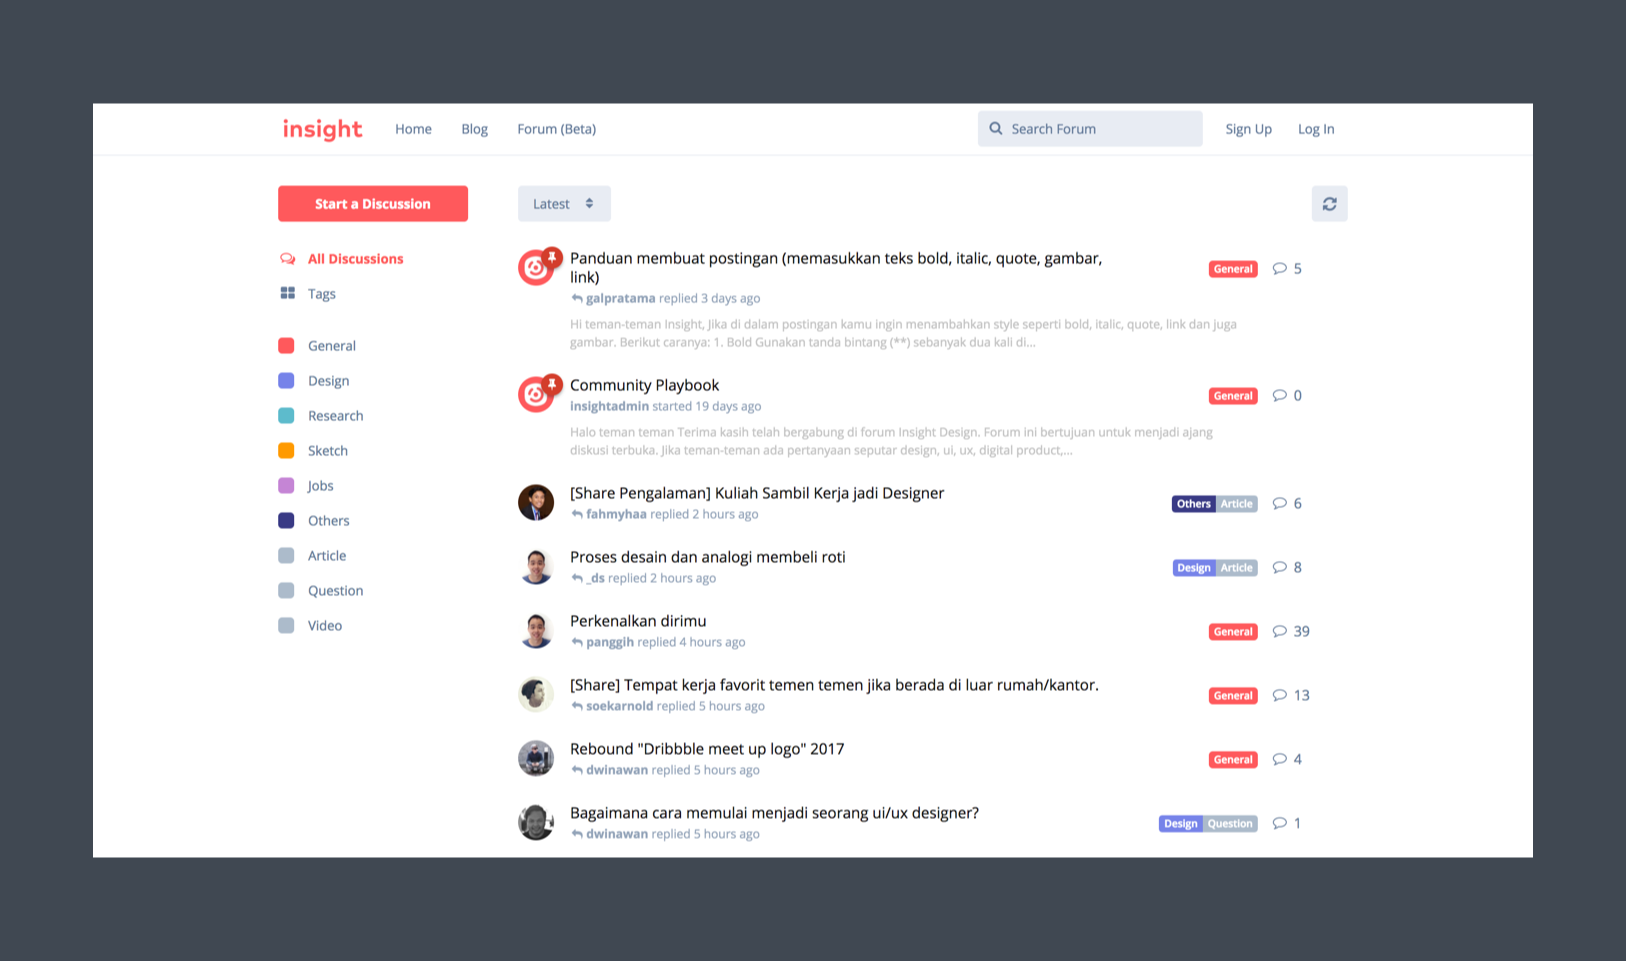 insight
Home
Blog
Forum (Beta)
Search Forum
Sign Up
Log In
Start a Discussion
All Discussions
Tags
General
Design
Research
Sketch
Jobs
Others
Article
Question
Video
Latest
Panduan membuat postingan (memasukkan teks bold, italic, quote, gambar,
link)
galpratama replied 3 days ago
Hi teman-teman Insight, Jika di dalam postingan kamu ingin menambahkan style seperti bold, italic, quote, link dan juga
gambar. Berikut caranya: 1. Bold Gunakan tanda bintang (**) sebanyak dua kali di...
General
5
Community Playbook
insightadmin started 19 days ago
Halo teman teman Terima kasih telah bergabung di forum Insight Design. Forum ini bertujuan untuk menjadi ajang
diskusi terbuka. Jika teman-teman ada pertanyaan seputar design, ui, ux, digital product,...
General
0
[Share Pengalaman] Kuliah Sambil Kerja jadi Designer
fahmyhaa replied 2 hours ago
Others Article
6
Proses desain dan analogi membeli roti
_ds replied 2 hours ago
Design Article
8
Perkenalkan dirimu
panggih replied 4 hours ago
General
39
[Share] Tempat kerja favorit temen temen jika berada di luar rumah/kantor.
soekarnold replied 5 hours ago
General
13
Rebound "Dribbble meet up logo" 2017
dwinawan replied 5 hours ago
General
4
Bagaimana cara memulai menjadi seorang ui/ux designer?
dwinawan replied 5 hours ago
Design Question
1